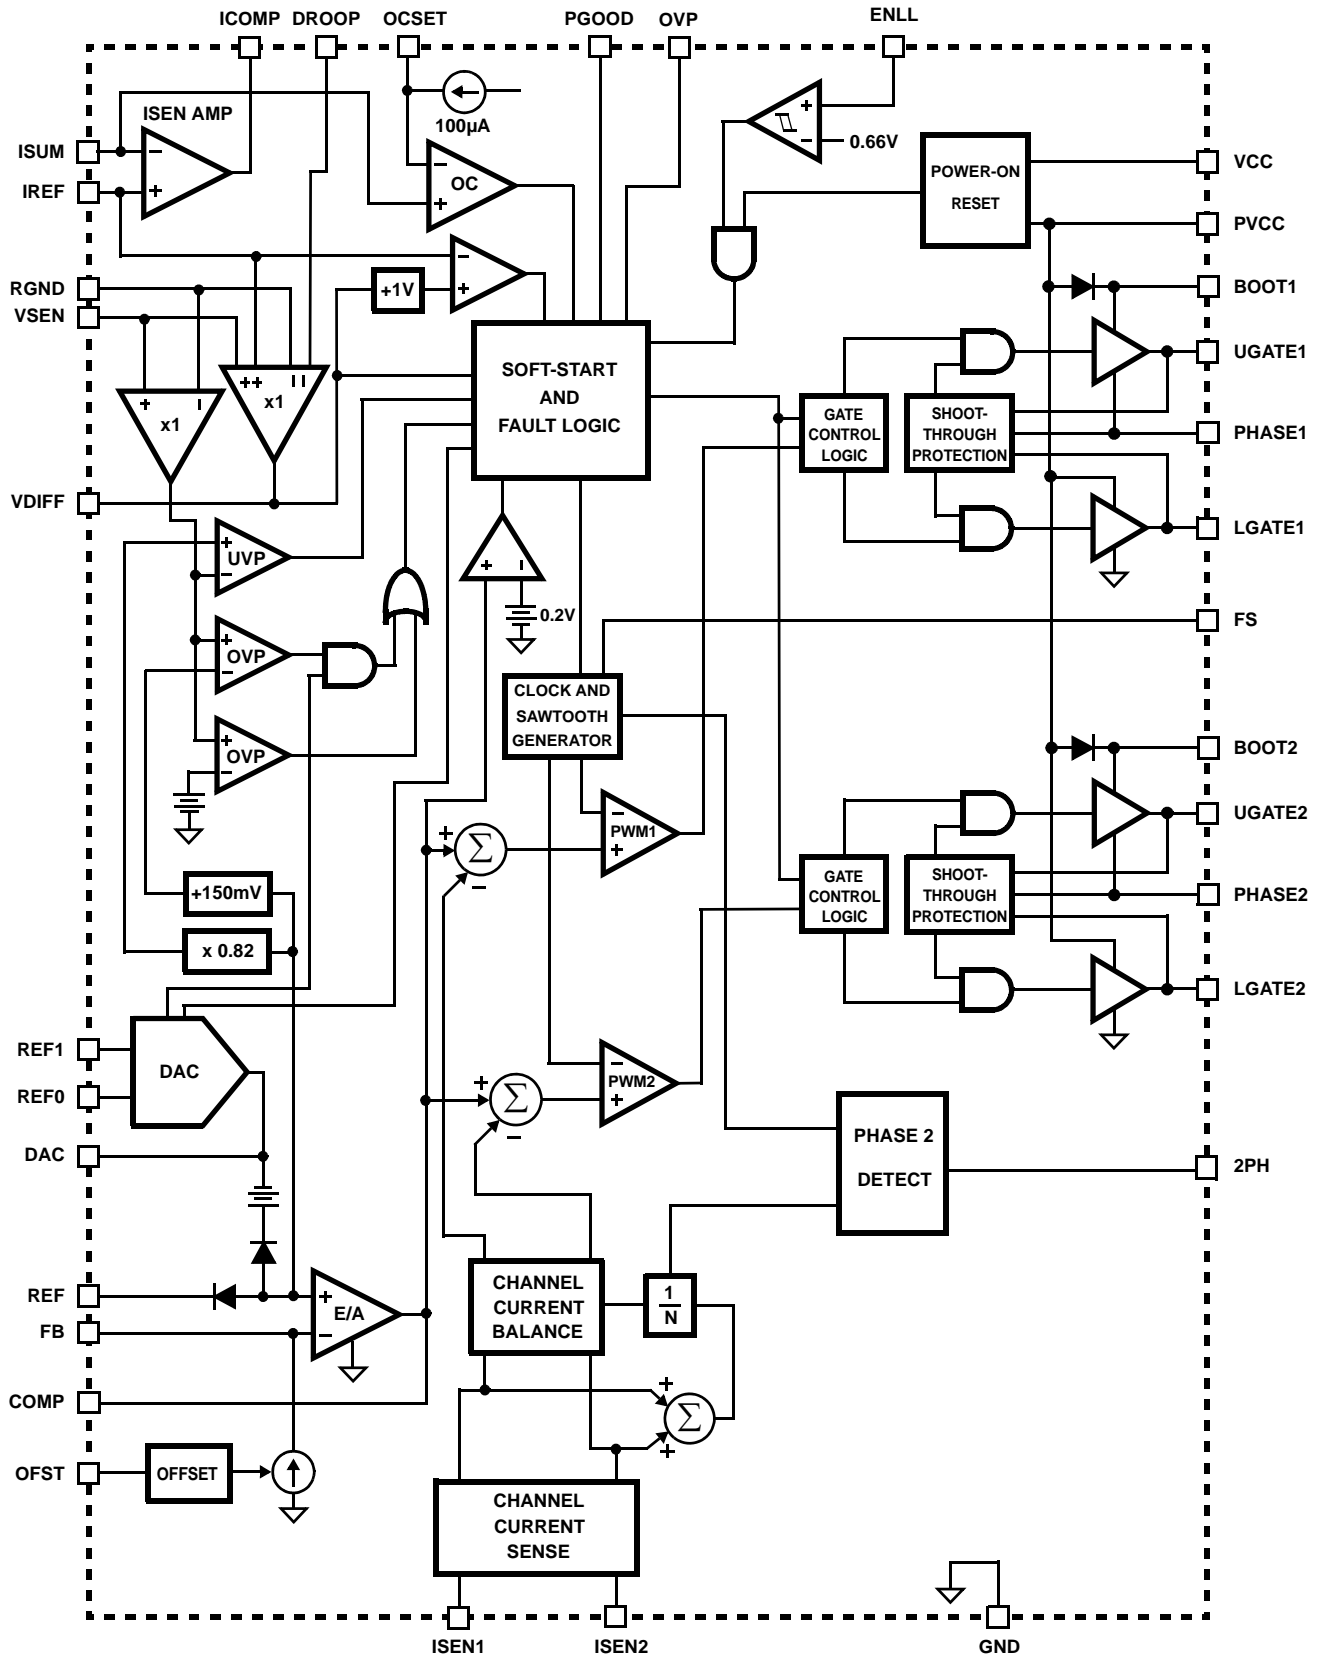 ICOMP DROOP OCSET PGOOD OVP ENLL
ISEN AMP
100µA
ISUM
IREF
− +
− OC +
+ −
0.66V
POWER-ON
RESET
VCC
PVCC
RGND
VSEN
+1V
− +
BOOT1
SOFT-START
AND
FAULT LOGIC
UGATE1
++ −−
x1
+ −
x1
GATE
CONTROL
LOGIC
SHOOT-
THROUGH
PROTECTION
PHASE1
VDIFF
LGATE1
+ UVP −
+ −
0.2V
FS
+ OVP −
CLOCK AND
SAWTOOTH
GENERATOR
+ OVP −
BOOT2
− PWM1 +
UGATE2
+ Σ −
+150mV
GATE
CONTROL
LOGIC
SHOOT-
THROUGH
PROTECTION
PHASE2
x 0.82
LGATE2
REF1
REF0
DAC
− PWM2 +
+ Σ −
PHASE 2
DETECT
DAC
2PH
REF
FB
+ E/A −
CHANNEL
CURRENT
BALANCE
1
N
COMP
+ Σ +
OFST
OFFSET
CHANNEL
CURRENT
SENSE
ISEN1 ISEN2 GND